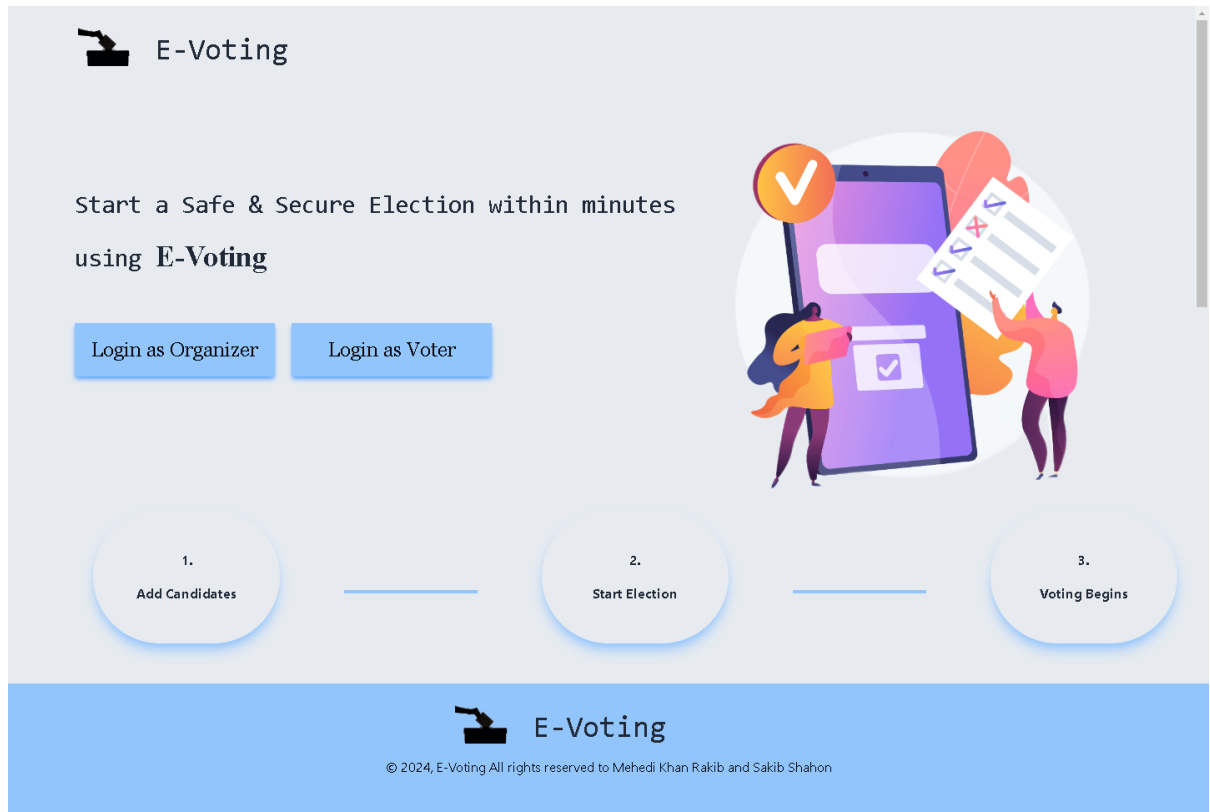 E-Voting
Start a Safe & Secure Election within minutes
using E-Voting
Login as Organizer
Login as Voter
1.
Add Candidates
2.
Start Election
3.
Voting Begins
E-Voting
© 2024, E-Voting All rights reserved to Mehedi Khan Rakib and Sakib Shahon